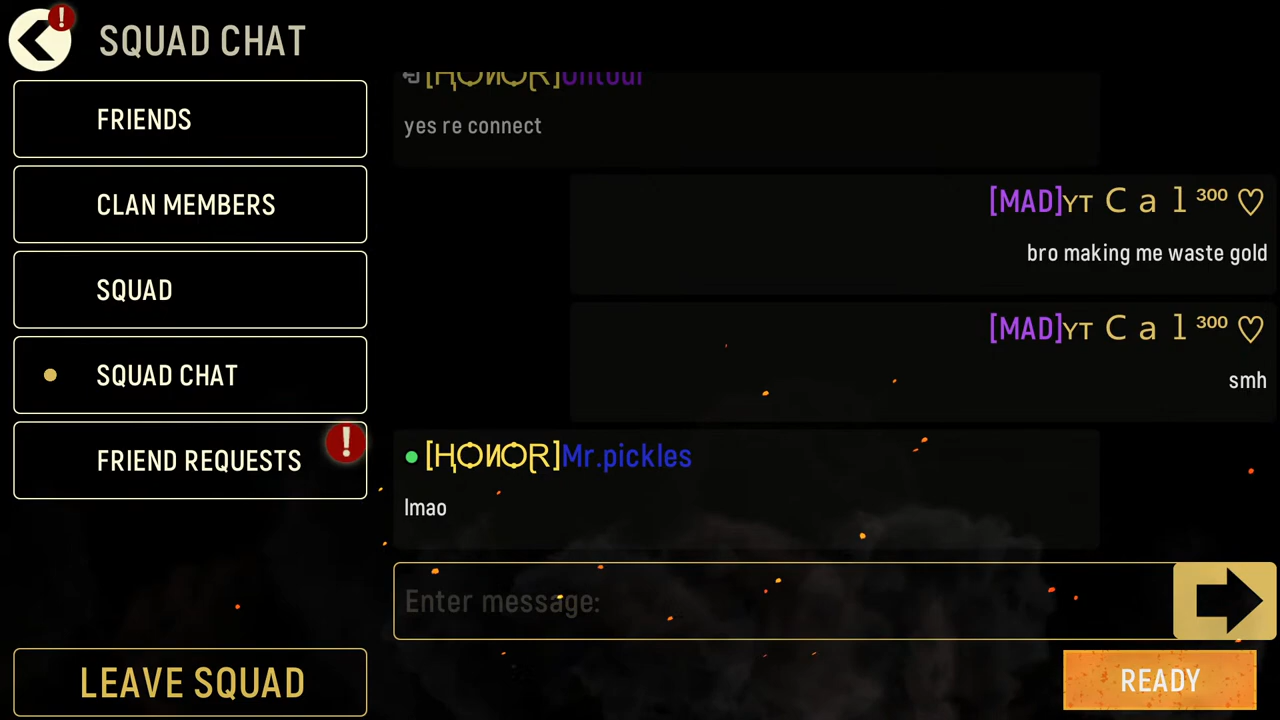 ! SQUAD CHAT
FRIENDS
CLAN MEMBERS
SQUAD
SQUAD CHAT
FRIEND REQUESTS !
LEAVE SQUAD
yes re connect
[MAD]YT C a l ³⁰⁰ ♡
bro making me waste gold
[MAD]YT C a l ³⁰⁰ ♡
smh
[ҢѺИѺⱤ]Mr.pickles
lmao
Enter message:
READY